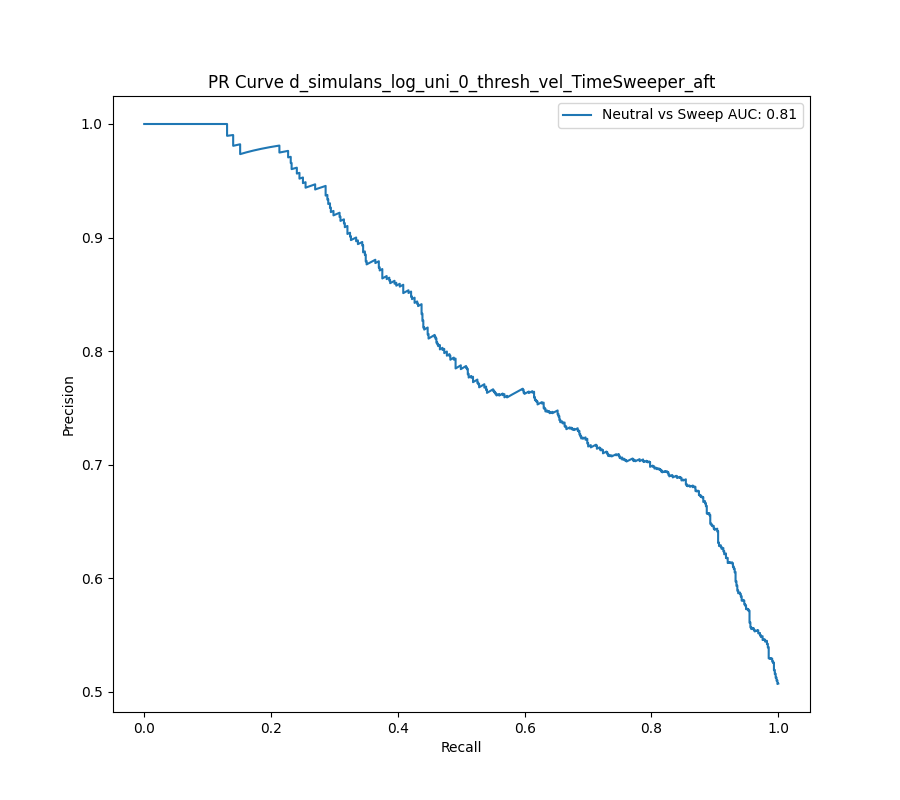 PR Curve d_simulans_log_uni_0_thresh_vel_TimeSweeper_aft
Neutral vs Sweep AUC: 0.81
1.0
0.9
0.8
0.7
0.6
0.5
Precision
0.0 0.2 0.4 0.6 0.8 1.0
Recall